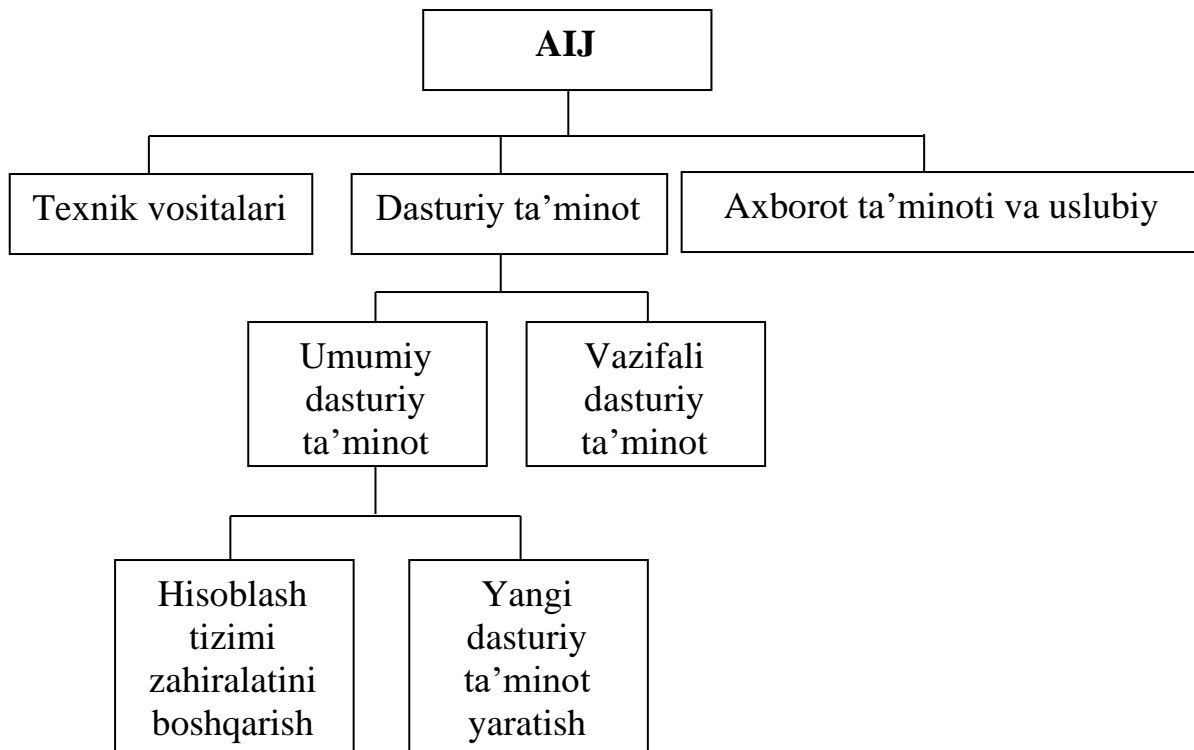 AIJ
Texnik vositalari
Dasturiy ta’minot
Axborot ta’minoti va uslubiy
Umumiy
dasturiy
ta’minot
Vazifali
dasturiy
ta’minot
Hisoblash
tizimi
zahiralatini
boshqarish
Yangi
dasturiy
ta’minot
yaratish